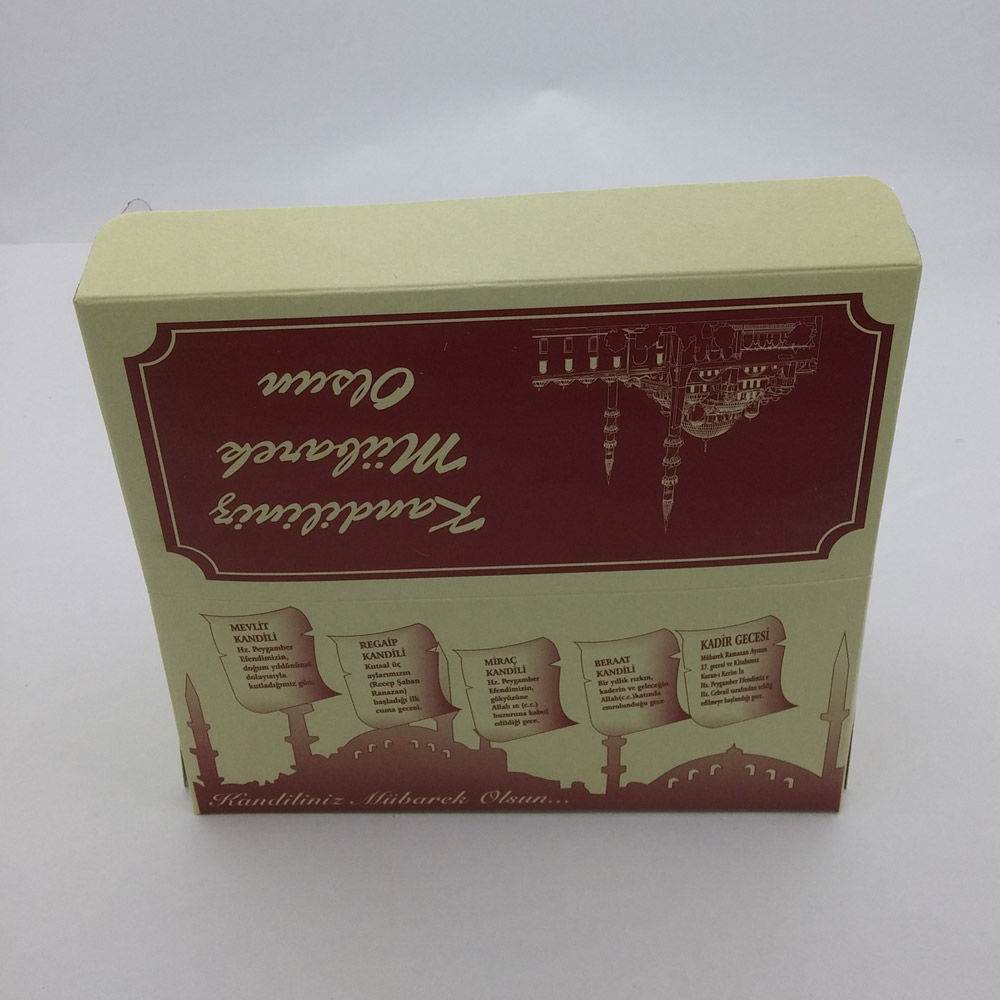 Kandiliniz
Mübarek
Olsun
MEVLİT
KANDİLİ
Hz. Peygamber
Efendimizin,
doğum yıldönümü
dolayısıyla
kutladığımız gün.
REGAİP
KANDİLİ
Kutsal üç
aylarımızın
(Recep Şaban
Ranazan)
başladığı ilk
cuma gecesi.
MİRAÇ
KANDİLİ
Hz. Peygamber
Efendimizin,
gökyüzüne
Allah ın (c.c.)
huzuruna kabul
edildiği gece.
BERAAT
KANDİLİ
Bir yıllık rızkın,
kaderin ve geleceğin
Allah(c.c.)katında
emrolunduğu gece
KADİR GECESİ
Mübarek Ramazan Ayının
27. gecesi ve Kitabımız
Kuran-ı Kerim in
Hz. Peygamber Efendimiz e
Hz. Cebrail tarafından tebliğ
edilmeye başlandığı gece.
Kandiliniz Mübarek Olsun...